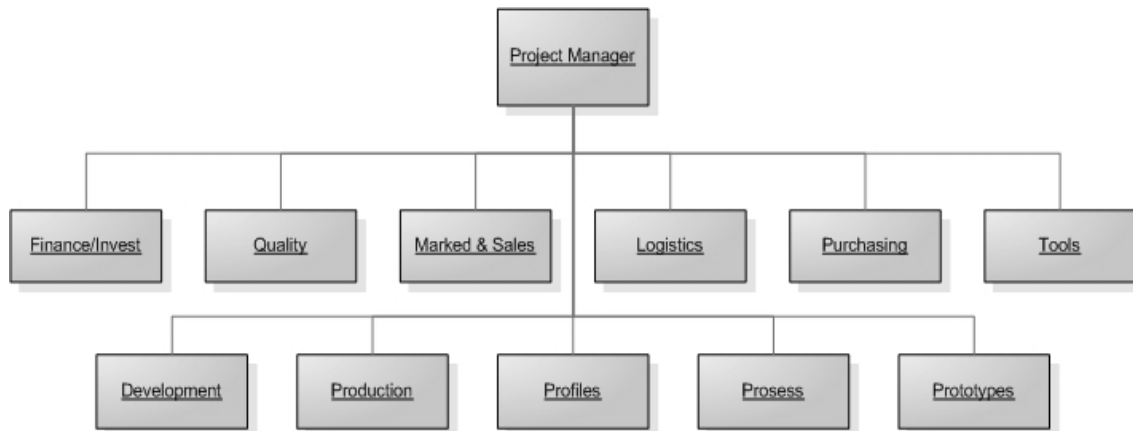 Project Manager
Finance/Invest
Quality
Marked & Sales
Logistics
Purchasing
Tools
Development
Production
Profiles
Prosess
Prototypes